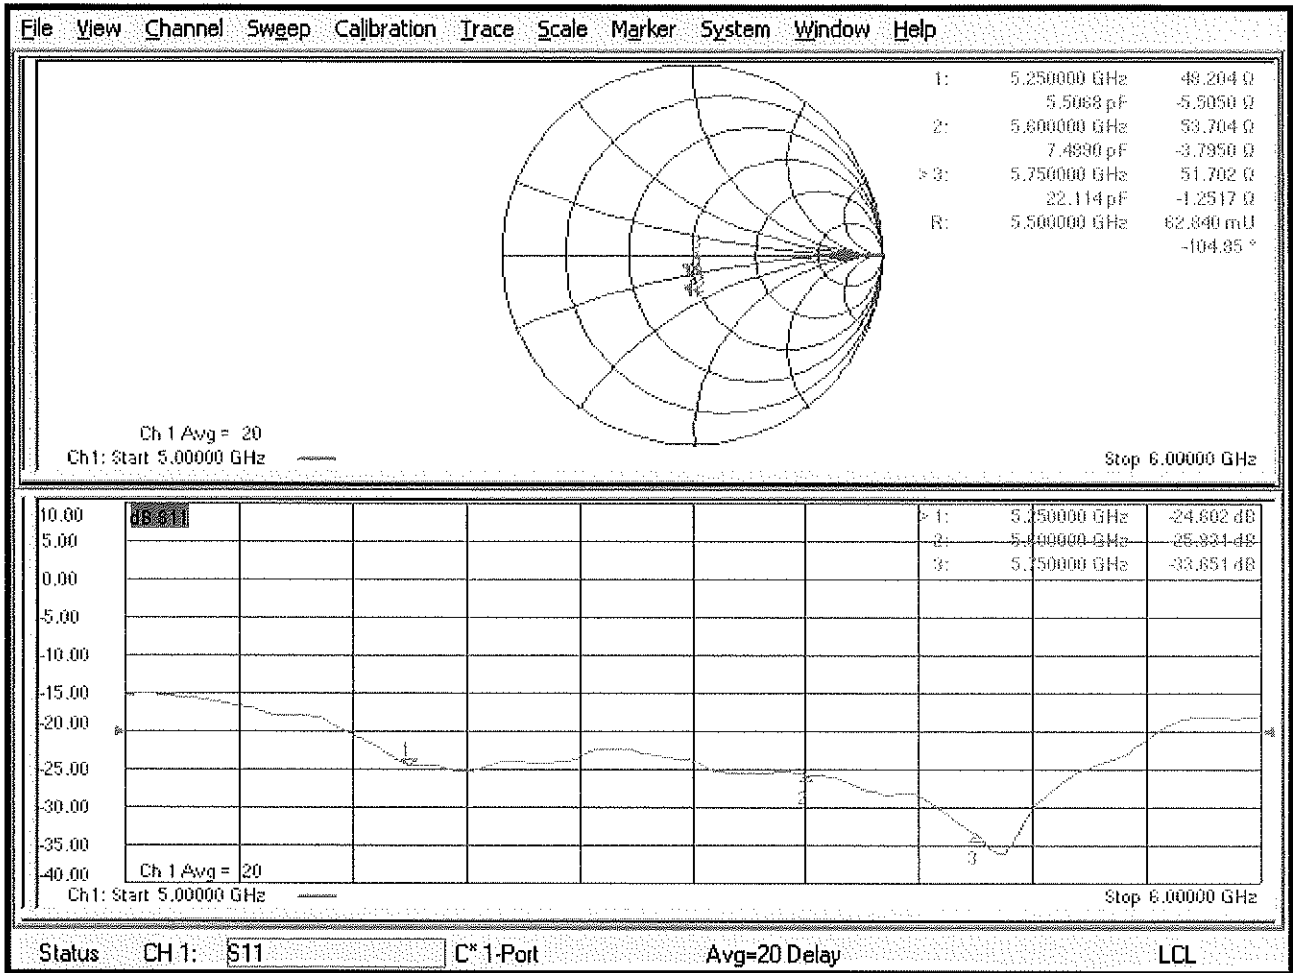 File View Channel Sweep Calibration Trace Scale Marker System Window Help
1: 5.250000 GHz 48.204 Ω
5.5068 pF -5.5050 Ω
2: 5.600000 GHz 53.704 Ω
7.4890 pF -3.7950 Ω
> 3: 5.750000 GHz 51.702 Ω
22.114 pF -1.2517 Ω
R: 5.500000 GHz 62.840 mU
-104.85 °
Ch 1 Avg = 20
Ch1: Start 5.00000 GHz
Stop 6.00000 GHz
10.00
dB S11
> 1: 5.250000 GHz -24.602 dB
5.00
2: 5.600000 GHz -25.831 dB
0.00
3: 5.750000 GHz -33.651 dB
-5.00
-10.00
-15.00
-20.00
1
-25.00
2
-30.00
-35.00
3
-40.00
Ch 1 Avg = 20
Ch1: Start 5.00000 GHz
Stop 6.00000 GHz
Status CH 1: S11 C* 1-Port Avg=20 Delay LCL